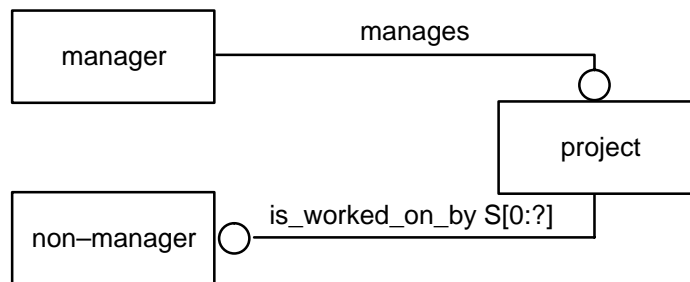 manages
manager
project
is_worked_on_by S[0:?]
non–manager